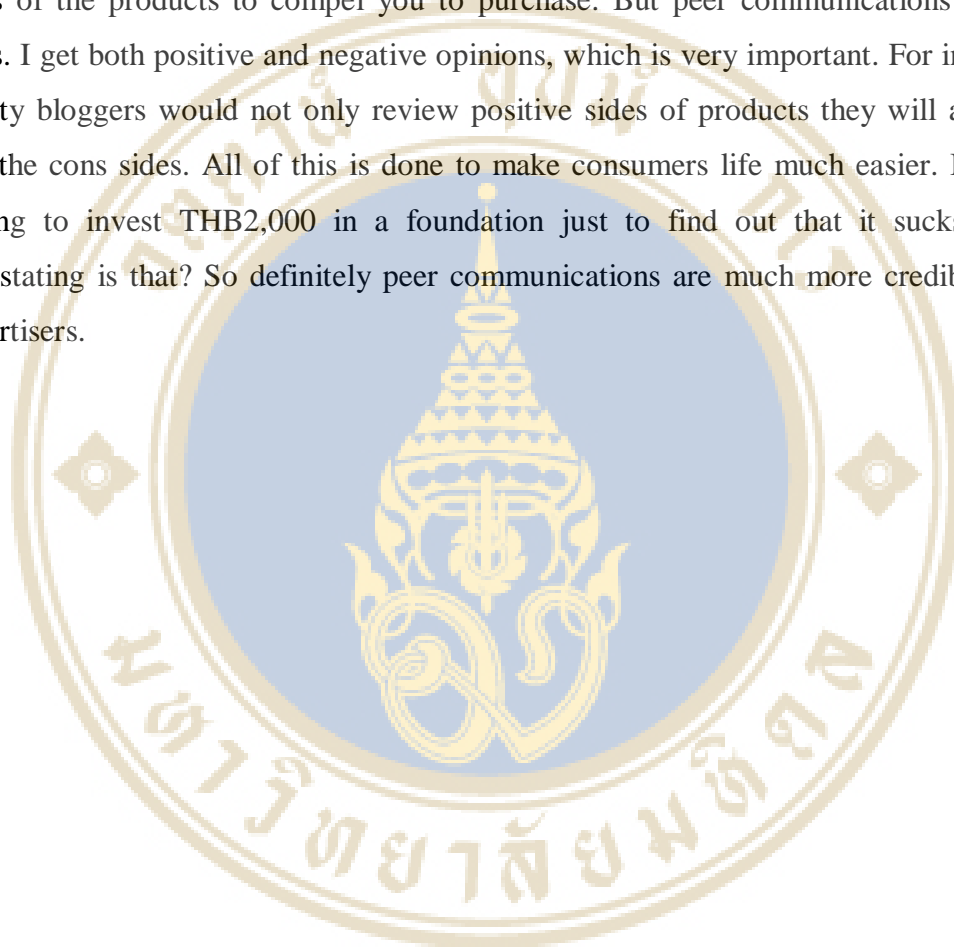 s of the products to compel you to purchase. But peer communications
s. I get both positive and negative opinions, which is very important. For in
ty bloggers would not only review positive sides of products they will a
the cons sides. All of this is done to make consumers life much easier. I
ng to invest THB2,000 in a foundation just to find out that it sucks
stating is that? So definitely peer communications are much more credib
rtisers.
มหาวิทยาลัยมหิดล